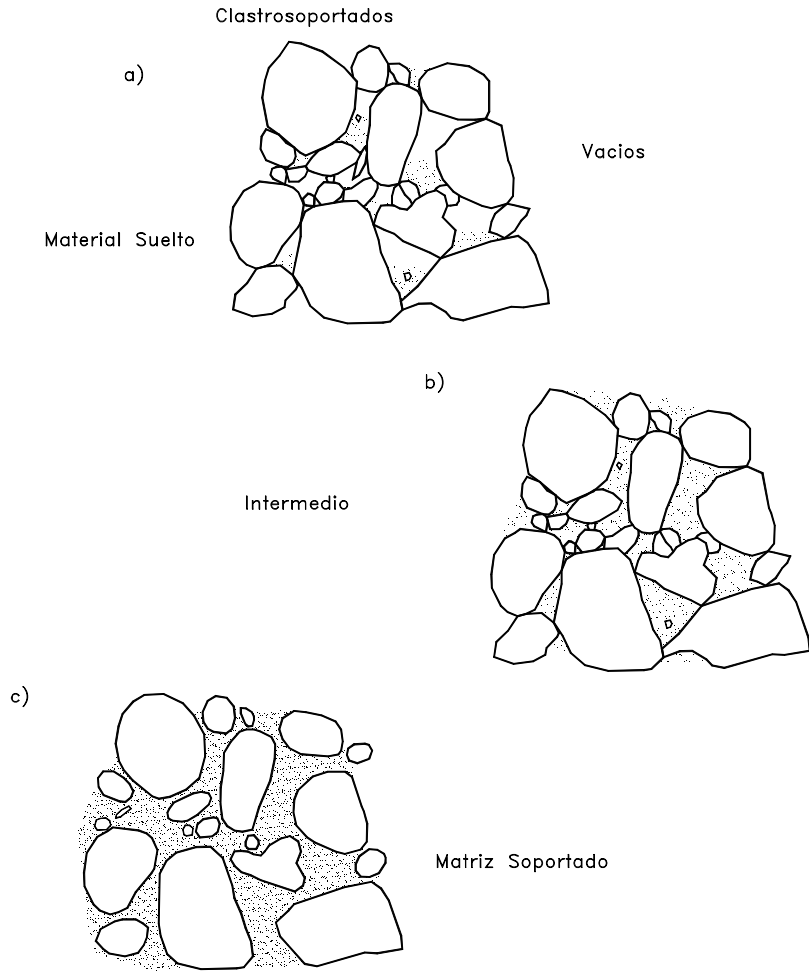 Clastrosoportados
a)
Vacios
Material Suelto
b)
Intermedio
c)
Matriz Soportado